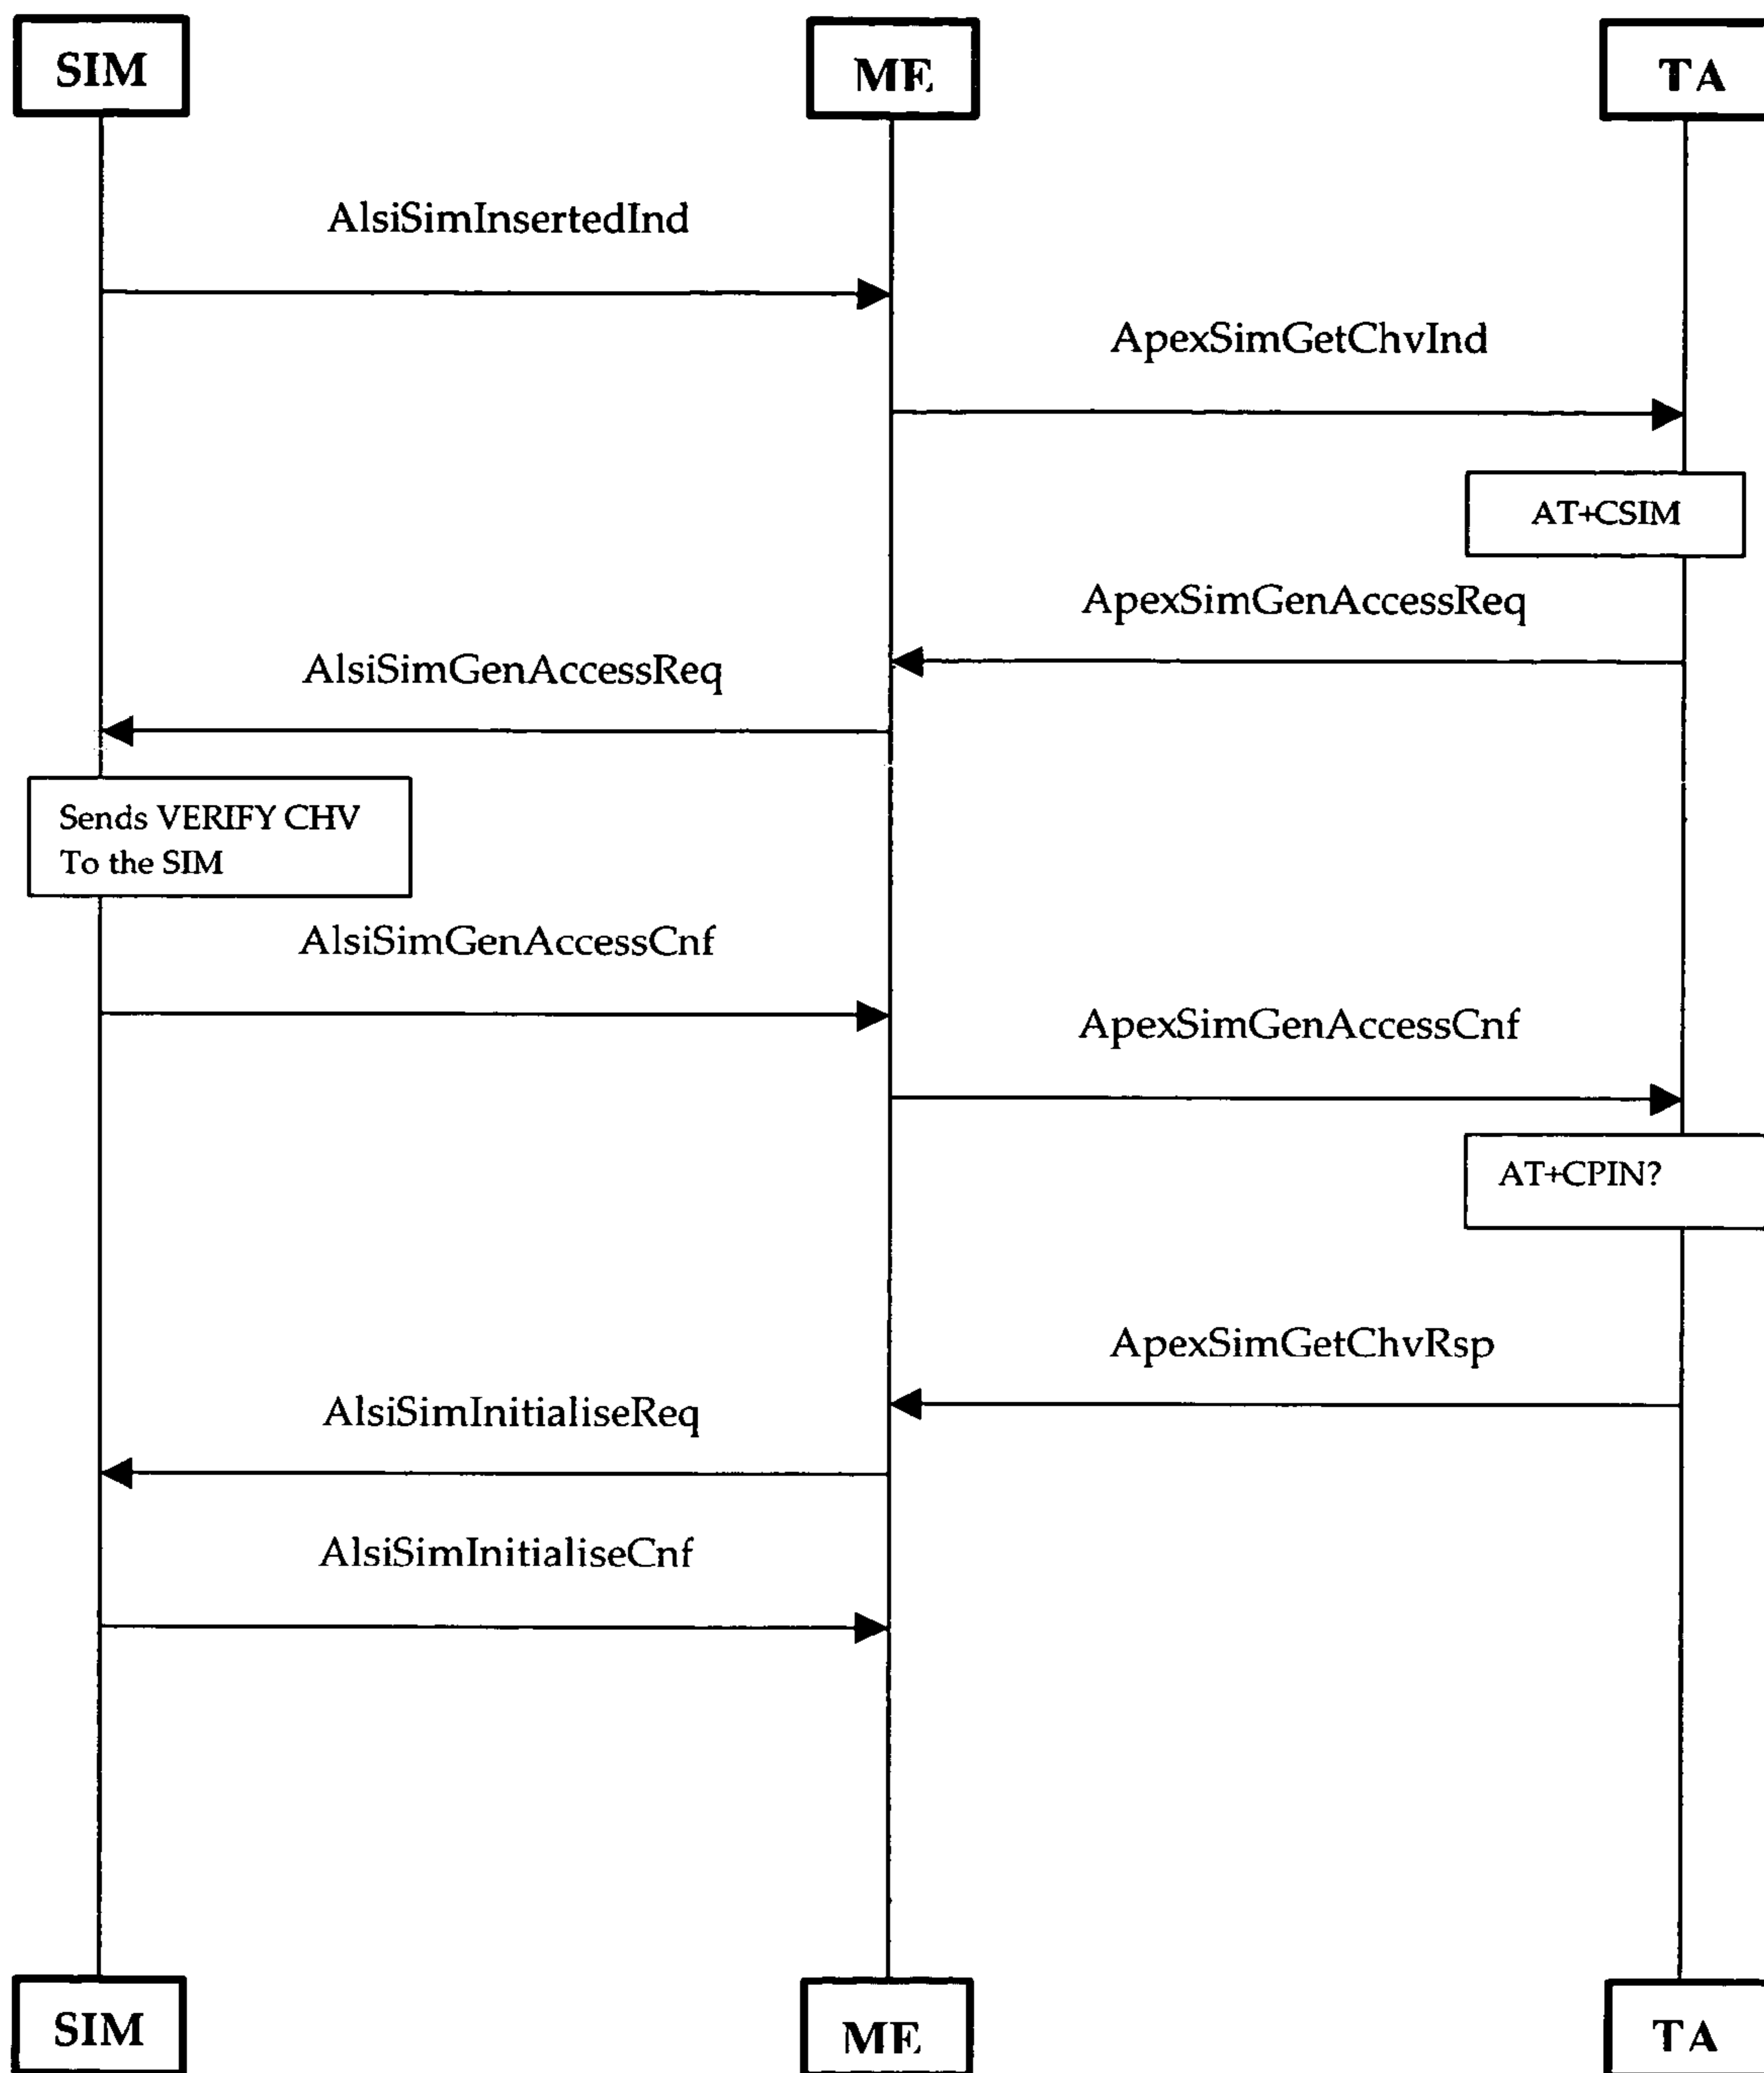 SIM
ME
TA
AlsiSimInsertedInd
ApexSimGetChvInd
AT+CSIM
ApexSimGenAccessReq
AlsiSimGenAccessReq
Sends VERIFY CHV
To the SIM
AlsiSimGenAccessCnf
ApexSimGenAccessCnf
AT+CPIN?
ApexSimGetChvRsp
AlsiSimInitialiseReq
AlsiSimInitialiseCnf
SIM
ME
TA